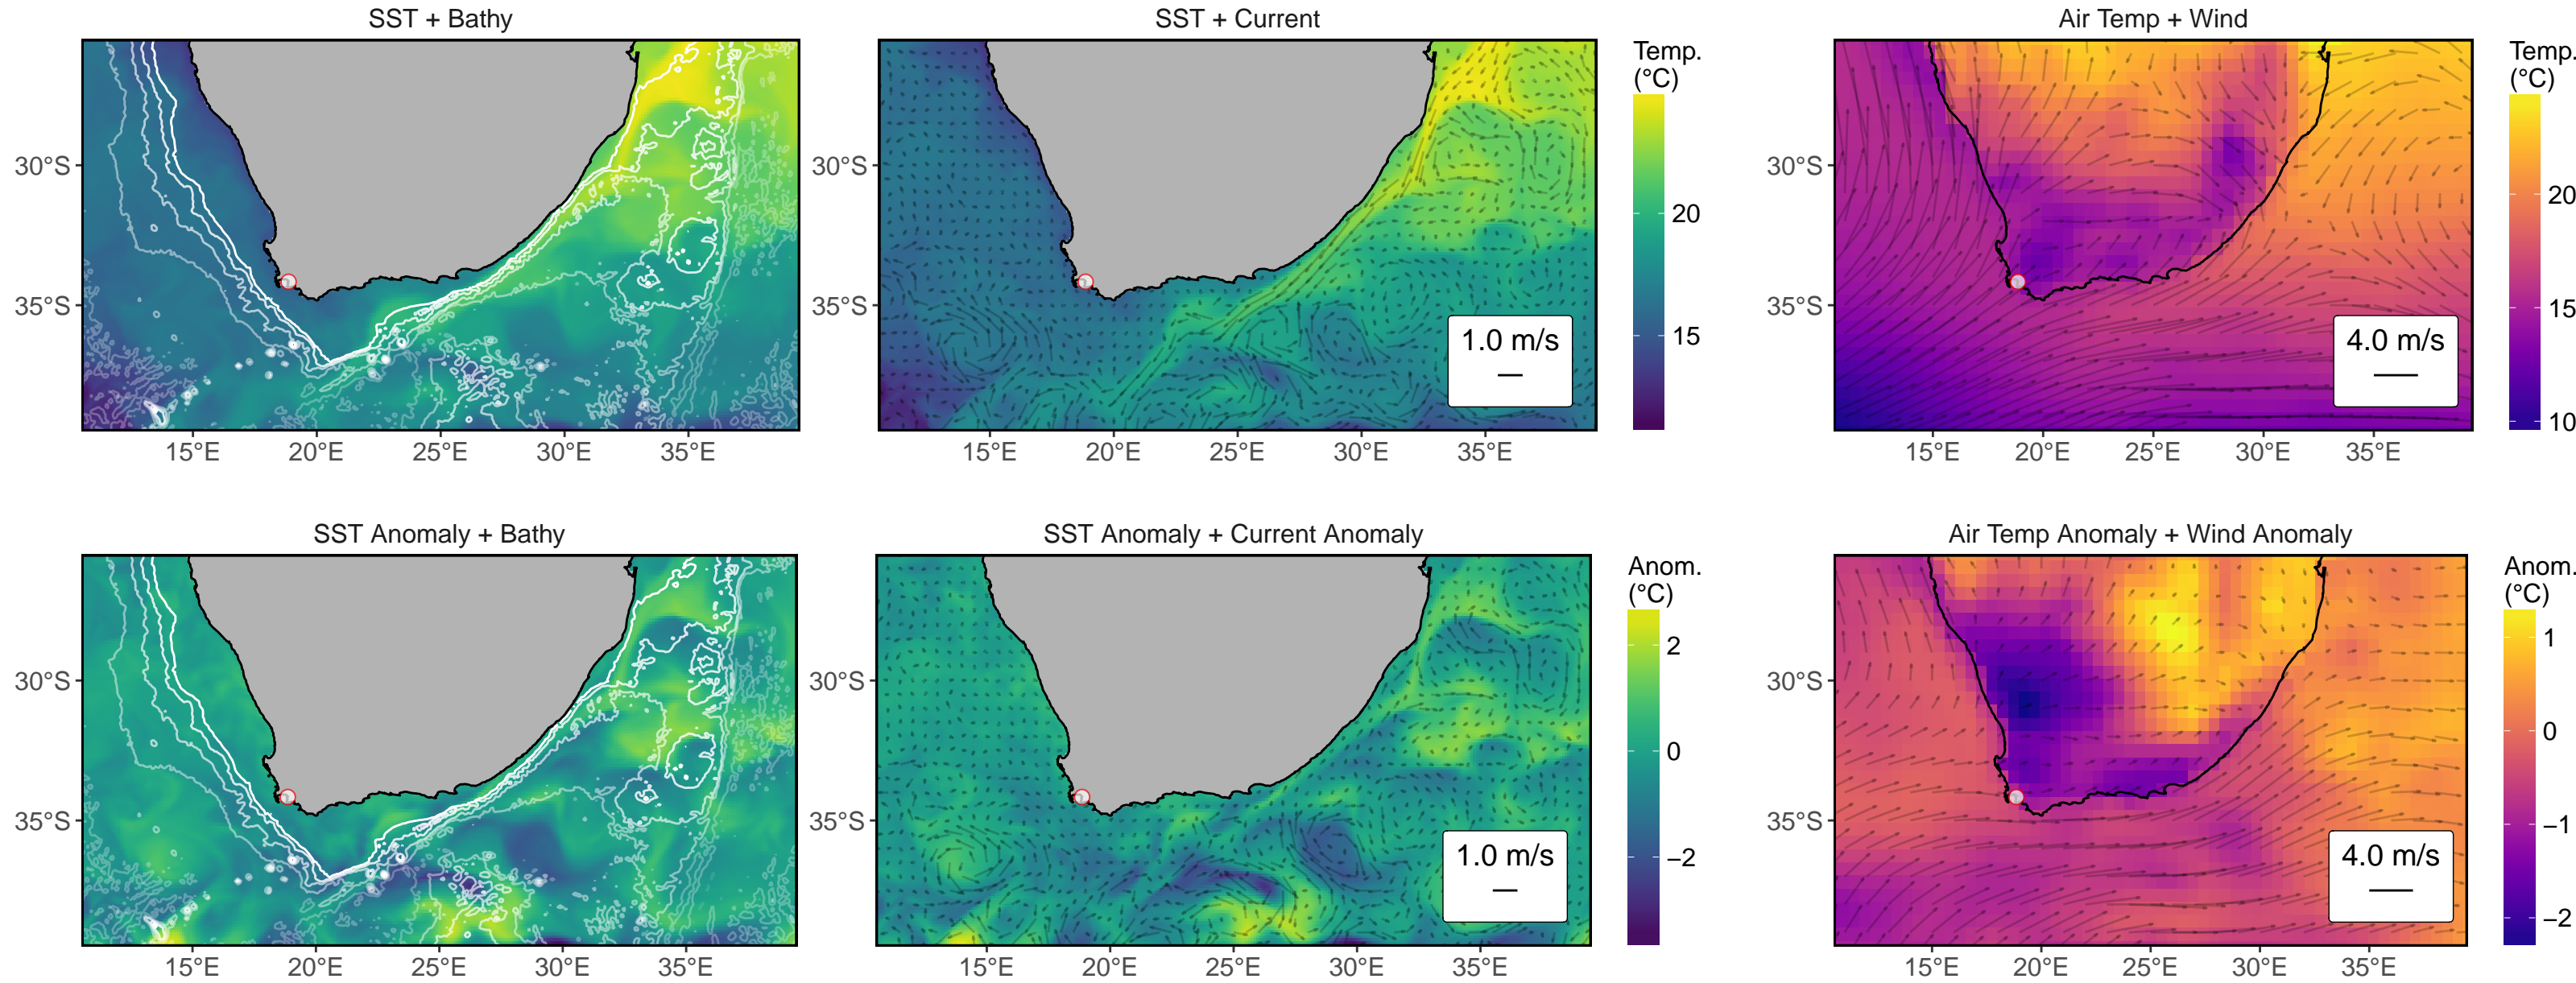 SST + Bathy
SST + Current
Air Temp + Wind
Temp.
(°C)
20
15
Temp.
(°C)
20
15
10
30°S
35°S
15°E 20°E 25°E 30°E 35°E
30°S
35°S
1.0 m/s
15°E 20°E 25°E 30°E 35°E
30°S
35°S
4.0 m/s
15°E 20°E 25°E 30°E 35°E
SST Anomaly + Bathy
SST Anomaly + Current Anomaly
Air Temp Anomaly + Wind Anomaly
Anom.
(°C)
2
0
−2
Anom.
(°C)
1
0
−1
−2
30°S
35°S
15°E 20°E 25°E 30°E 35°E
30°S
35°S
1.0 m/s
15°E 20°E 25°E 30°E 35°E
30°S
35°S
4.0 m/s
15°E 20°E 25°E 30°E 35°E